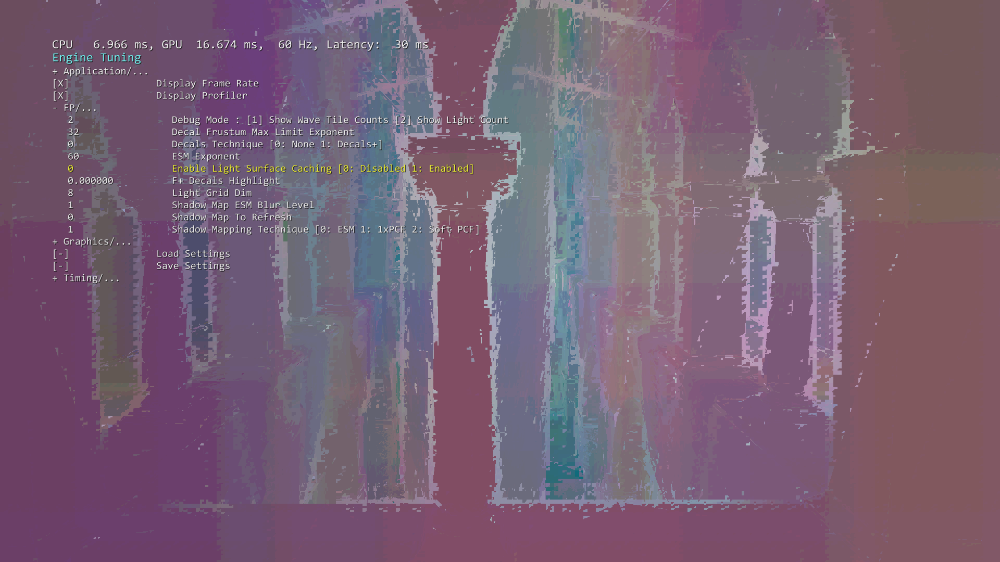 CPU 6.966 ms, GPU 16.674 ms, 60 Hz, Latency: 30 ms
Engine Tuning
+ Application/...
[X] Display Frame Rate
[X] Display Profiler
- FP/...
2 Debug Mode : [1] Show Wave Tile Counts [2] Show Light Count
32 Decal Frustum Max Limit Exponent
0 Decals Technique [0: None 1: Decals+]
60 ESM Exponent
0 Enable Light Surface Caching [0: Disabled 1: Enabled]
0.000000 F+ Decals Highlight
8 Light Grid Dim
1 Shadow Map ESM Blur Level
0 Shadow Map To Refresh
1 Shadow Mapping Technique [0: ESM 1: 1xPCF 2: Soft PCF]
+ Graphics/...
[-] Load Settings
[-] Save Settings
+ Timing/...